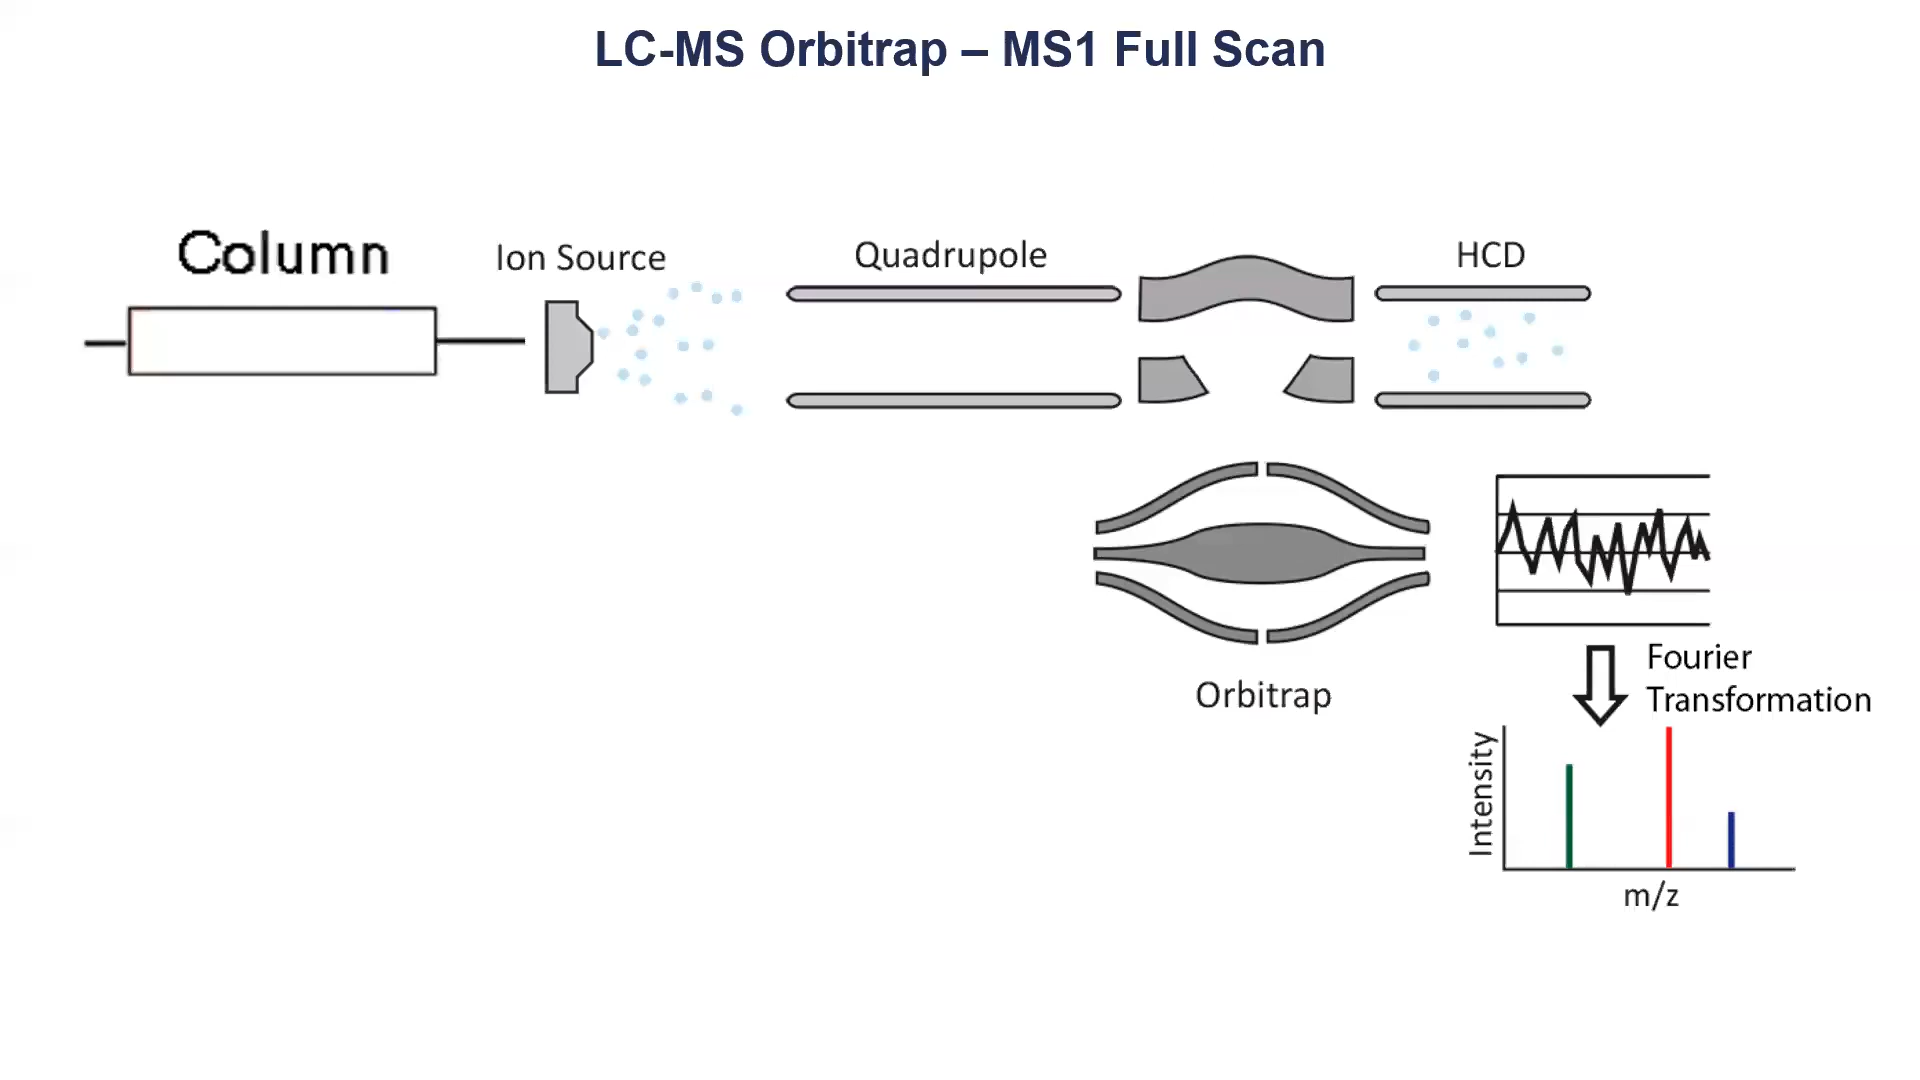 LC-MS Orbitrap – MS1 Full Scan
Column
Ion Source
Quadrupole
HCD
Orbitrap
Fourier
Transformation
Intensity
m/z